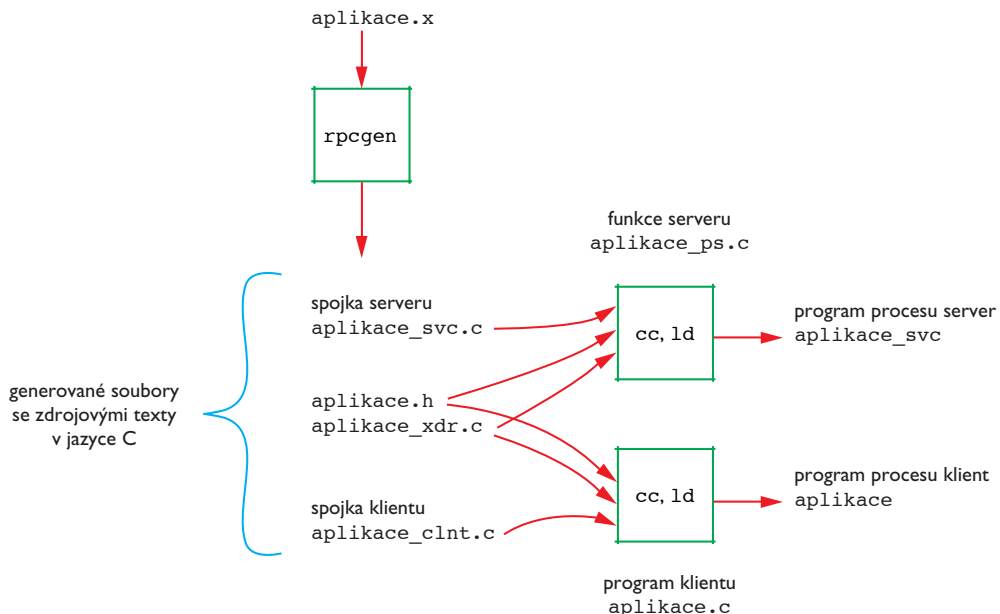 aplikace.x
rpcgen
funkce serveru
aplikace_ps.c
spojka serveru
aplikace_svc.c
cc, ld
program procesu server
aplikace_svc
generované soubory
se zdrojovými texty
v jazyce C
aplikace.h
aplikace_xdr.c
spojka klientu
aplikace_clnt.c
cc, ld
program procesu klient
aplikace
program klientu
aplikace.c